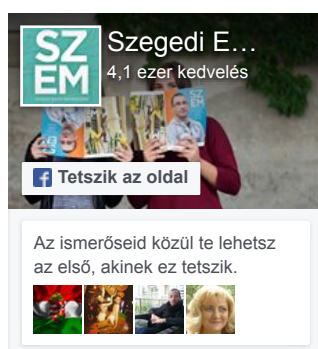 SZ
EM
Szegedi E...
4,1 ezer kedvelés
Tetszik az oldal
Az ismerőseid közül te lehetsz
az első, akinek ez tetszik.